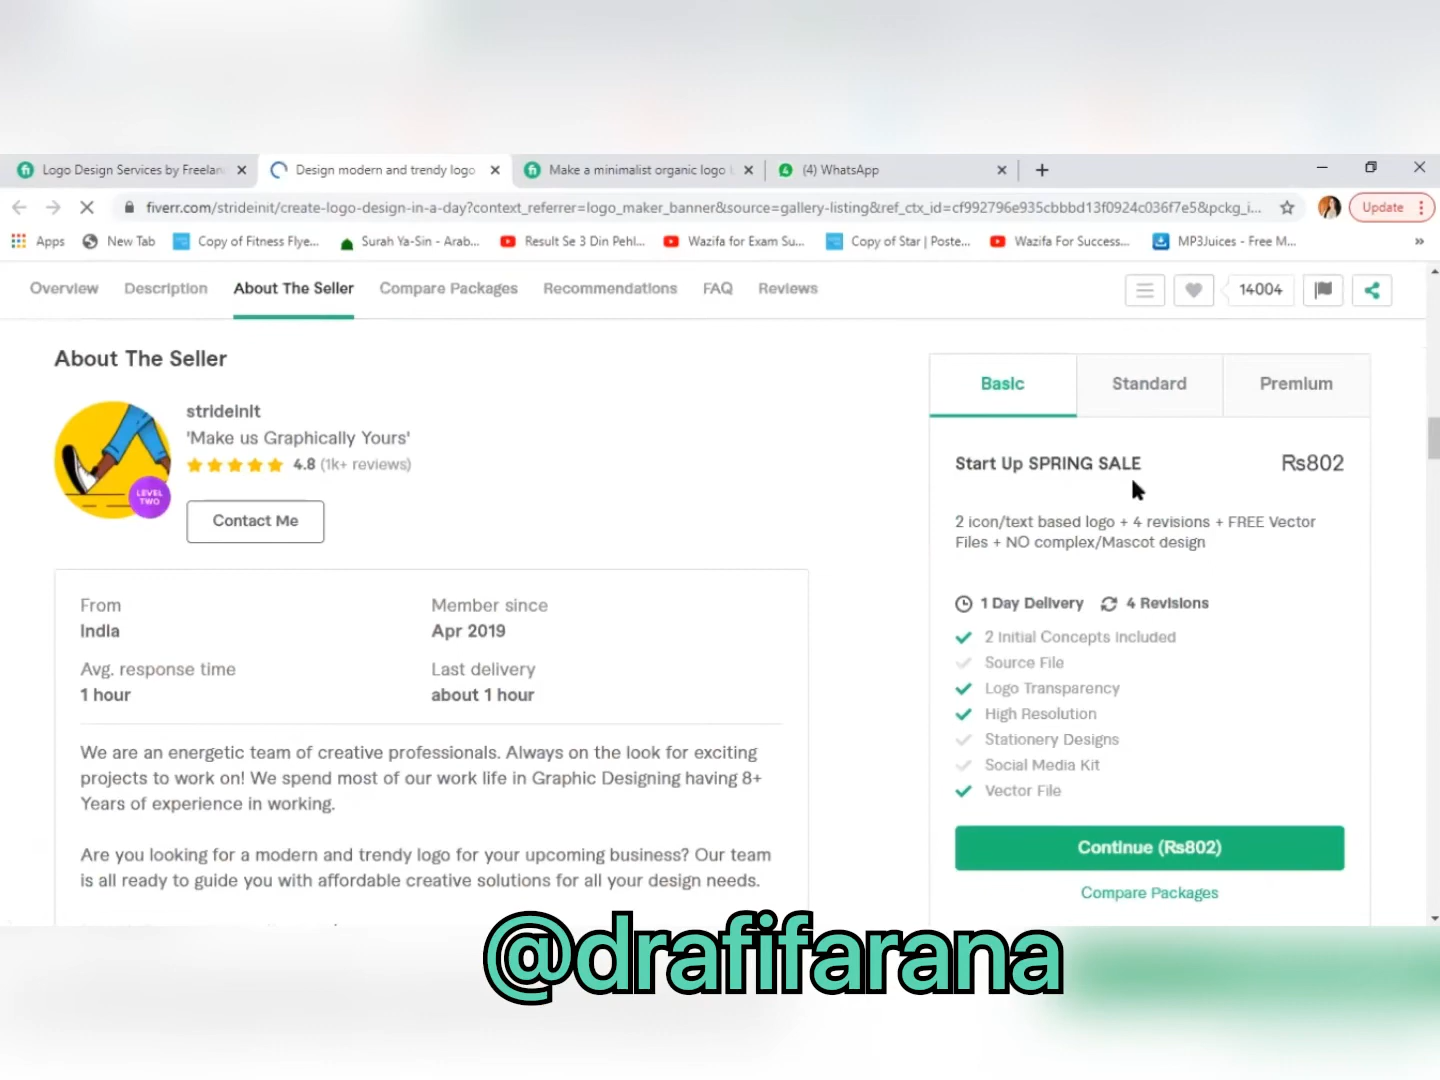 Logo Design Services by Freelan
Design modern and trendy logo
Make a minimalist organic logo
(4) WhatsApp
fiverr.com/strideinit/create-logo-design-in-a-day?context_referrer=logo_maker_banner&source=gallery-listing&ref_ctx_id=cf992796e935cbbbd13f0924c036f7e5&pckg_i...
Update
Apps
New Tab
Copy of Fitness Flye...
Surah Ya-Sin - Arab...
Result Se 3 Din Pehl...
Wazifa for Exam Su...
Copy of Star | Poste...
Wazifa For Success...
MP3Juices - Free M...
»
Overview
Description
About The Seller
Compare Packages
Recommendations
FAQ
Reviews
14004
About The Seller
strideinit
'Make us Graphically Yours'
4.8 (1k+ reviews)
LEVEL
TWO
Contact Me
From
India
Member since
Apr 2019
Avg. response time
1 hour
Last delivery
about 1 hour
We are an energetic team of creative professionals. Always on the look for exciting
projects to work on! We spend most of our work life in Graphic Designing having 8+
Years of experience in working.
Are you looking for a modern and trendy logo for your upcoming business? Our team
is all ready to guide you with affordable creative solutions for all your design needs.
Basic
Standard
Premium
Start Up SPRING SALE
Rs802
2 icon/text based logo + 4 revisions + FREE Vector
Files + NO complex/Mascot design
1 Day Delivery
4 Revisions
2 Initial Concepts Included
Source File
Logo Transparency
High Resolution
Stationery Designs
Social Media Kit
Vector File
Continue (Rs802)
Compare Packages
@drafifarana